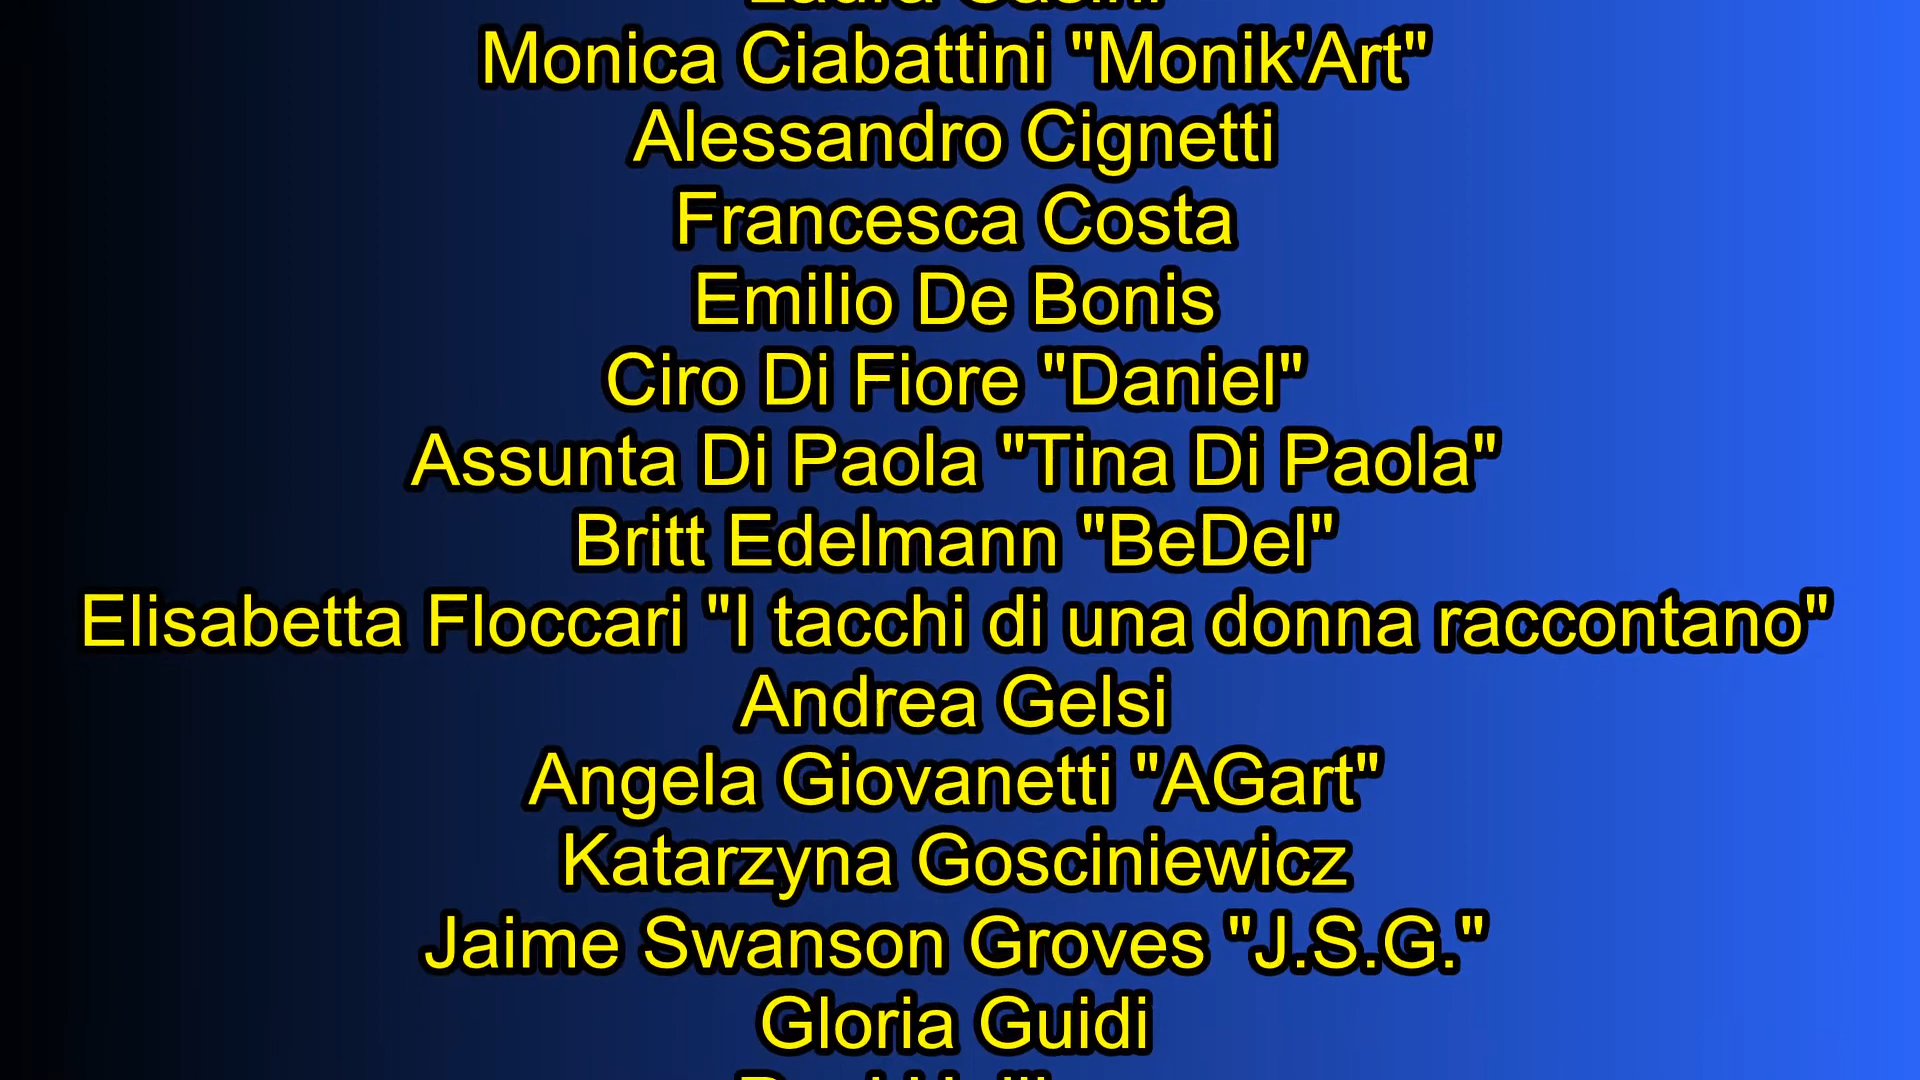 Monica Ciabattini "Monik'Art"
Alessandro Cignetti
Francesca Costa
Emilio De Bonis
Ciro Di Fiore "Daniel"
Assunta Di Paola "Tina Di Paola"
Britt Edelmann "BeDel"
Elisabetta Floccari "I tacchi di una donna raccontano"
Andrea Gelsi
Angela Giovanetti "AGart"
Katarzyna Gosciniewicz
Jaime Swanson Groves "J.S.G."
Gloria Guidi